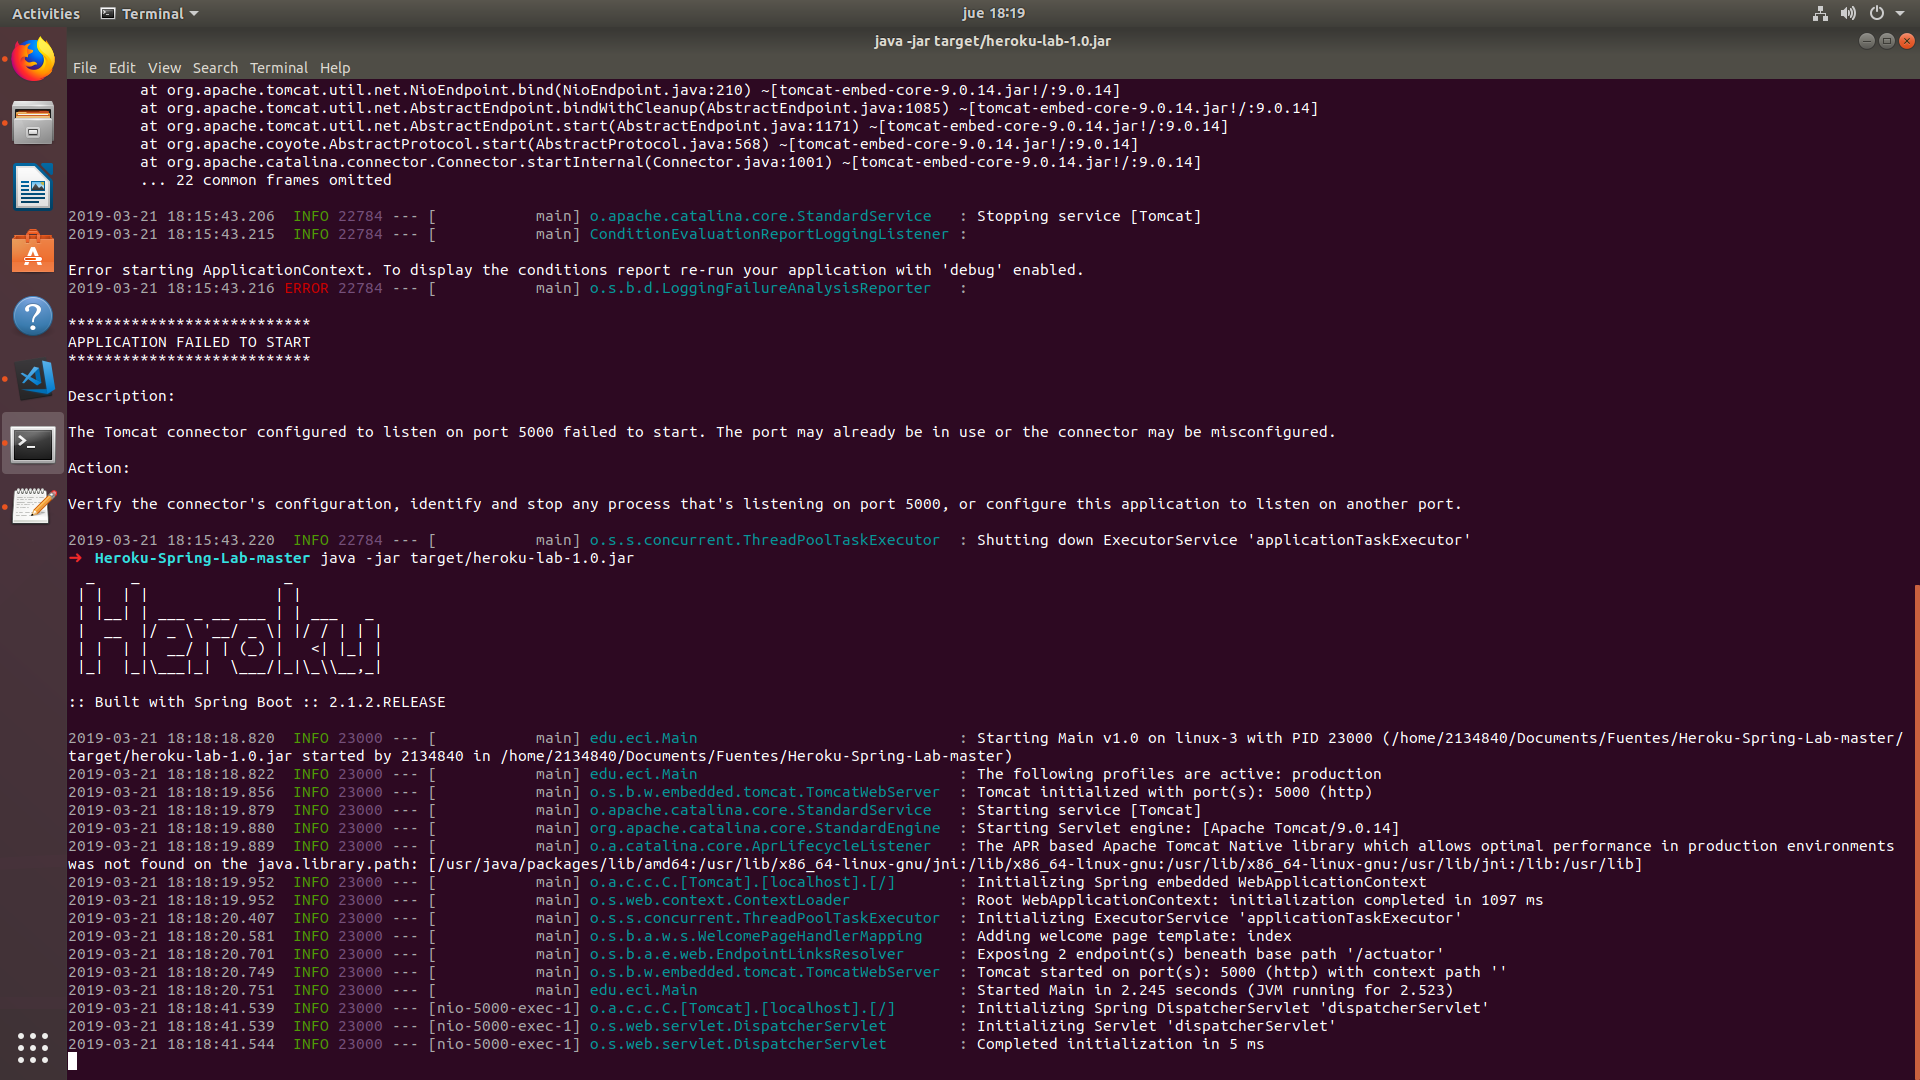 Activities Terminal jue 18:19
java -jar target/heroku-lab-1.0.jar
File Edit View Search Terminal Help
        at org.apache.tomcat.util.net.NioEndpoint.bind(NioEndpoint.java:210) ~[tomcat-embed-core-9.0.14.jar!/:9.0.14]
        at org.apache.tomcat.util.net.AbstractEndpoint.bindWithCleanup(AbstractEndpoint.java:1085) ~[tomcat-embed-core-9.0.14.jar!/:9.0.14]
        at org.apache.tomcat.util.net.AbstractEndpoint.start(AbstractEndpoint.java:1171) ~[tomcat-embed-core-9.0.14.jar!/:9.0.14]
        at org.apache.coyote.AbstractProtocol.start(AbstractProtocol.java:568) ~[tomcat-embed-core-9.0.14.jar!/:9.0.14]
        at org.apache.catalina.connector.Connector.startInternal(Connector.java:1001) ~[tomcat-embed-core-9.0.14.jar!/:9.0.14]
        ... 22 common frames omitted
2019-03-21 18:15:43.206  INFO 22784 --- [           main] o.apache.catalina.core.StandardService   : Stopping service [Tomcat]
2019-03-21 18:15:43.215  INFO 22784 --- [           main] ConditionEvaluationReportLoggingListener :
Error starting ApplicationContext. To display the conditions report re-run your application with 'debug' enabled.
2019-03-21 18:15:43.216 ERROR 22784 --- [           main] o.s.b.d.LoggingFailureAnalysisReporter   :
***************************
APPLICATION FAILED TO START
***************************
Description:
The Tomcat connector configured to listen on port 5000 failed to start. The port may already be in use or the connector may be misconfigured.
Action:
Verify the connector's configuration, identify and stop any process that's listening on port 5000, or configure this application to listen on another port.
2019-03-21 18:15:43.220  INFO 22784 --- [           main] o.s.s.concurrent.ThreadPoolTaskExecutor  : Shutting down ExecutorService 'applicationTaskExecutor'
➜  Heroku-Spring-Lab-master java -jar target/heroku-lab-1.0.jar
Heroku
:: Built with Spring Boot :: 2.1.2.RELEASE
2019-03-21 18:18:18.820  INFO 23000 --- [           main] edu.eci.Main                             : Starting Main v1.0 on linux-3 with PID 23000 (/home/2134840/Documents/Fuentes/Heroku-Spring-Lab-master/
target/heroku-lab-1.0.jar started by 2134840 in /home/2134840/Documents/Fuentes/Heroku-Spring-Lab-master)
2019-03-21 18:18:18.822  INFO 23000 --- [           main] edu.eci.Main                             : The following profiles are active: production
2019-03-21 18:18:19.856  INFO 23000 --- [           main] o.s.b.w.embedded.tomcat.TomcatWebServer  : Tomcat initialized with port(s): 5000 (http)
2019-03-21 18:18:19.879  INFO 23000 --- [           main] o.apache.catalina.core.StandardService   : Starting service [Tomcat]
2019-03-21 18:18:19.880  INFO 23000 --- [           main] org.apache.catalina.core.StandardEngine  : Starting Servlet engine: [Apache Tomcat/9.0.14]
2019-03-21 18:18:19.889  INFO 23000 --- [           main] o.a.catalina.core.AprLifecycleListener   : The APR based Apache Tomcat Native library which allows optimal performance in production environments
was not found on the java.library.path: [/usr/java/packages/lib/amd64:/usr/lib/x86_64-linux-gnu/jni:/lib/x86_64-linux-gnu:/usr/lib/x86_64-linux-gnu:/usr/lib/jni:/lib:/usr/lib]
2019-03-21 18:18:19.952  INFO 23000 --- [           main] o.a.c.c.C.[Tomcat].[localhost].[/]       : Initializing Spring embedded WebApplicationContext
2019-03-21 18:18:19.952  INFO 23000 --- [           main] o.s.web.context.ContextLoader            : Root WebApplicationContext: initialization completed in 1097 ms
2019-03-21 18:18:20.407  INFO 23000 --- [           main] o.s.s.concurrent.ThreadPoolTaskExecutor  : Initializing ExecutorService 'applicationTaskExecutor'
2019-03-21 18:18:20.581  INFO 23000 --- [           main] o.s.b.a.w.s.WelcomePageHandlerMapping    : Adding welcome page template: index
2019-03-21 18:18:20.701  INFO 23000 --- [           main] o.s.b.a.e.web.EndpointLinksResolver      : Exposing 2 endpoint(s) beneath base path '/actuator'
2019-03-21 18:18:20.749  INFO 23000 --- [           main] o.s.b.w.embedded.tomcat.TomcatWebServer  : Tomcat started on port(s): 5000 (http) with context path ''
2019-03-21 18:18:20.751  INFO 23000 --- [           main] edu.eci.Main                             : Started Main in 2.245 seconds (JVM running for 2.523)
2019-03-21 18:18:41.539  INFO 23000 --- [nio-5000-exec-1] o.a.c.c.C.[Tomcat].[localhost].[/]       : Initializing Spring DispatcherServlet 'dispatcherServlet'
2019-03-21 18:18:41.539  INFO 23000 --- [nio-5000-exec-1] o.s.web.servlet.DispatcherServlet        : Initializing Servlet 'dispatcherServlet'
2019-03-21 18:18:41.544  INFO 23000 --- [nio-5000-exec-1] o.s.web.servlet.DispatcherServlet        : Completed initialization in 5 ms